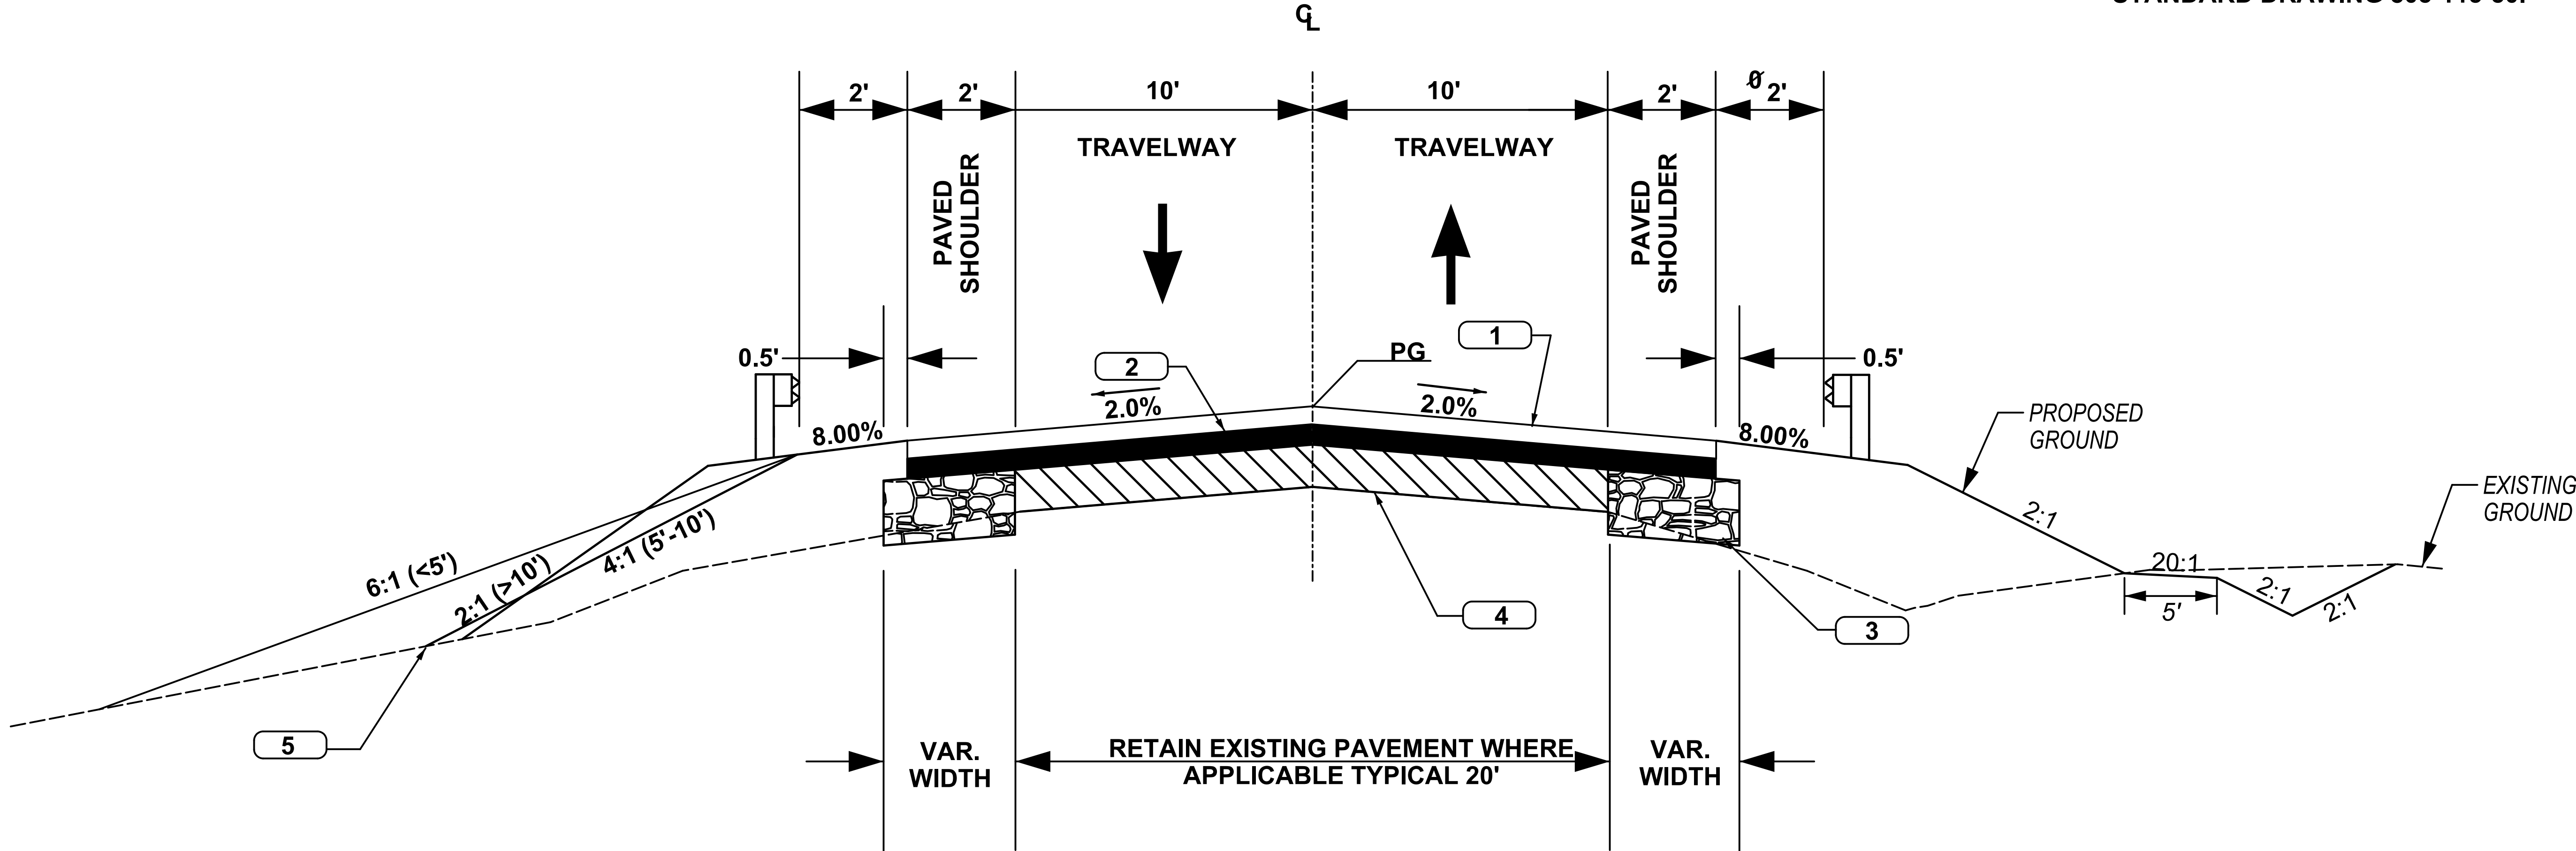 STANDARD DRAWING
CL
2'
2'
10'
10'
2'
0 2'
TRAVELWAY
TRAVELWAY
PAVED
SHOULDER
PAVED
SHOULDER
0.5'
2
PG
1
0.5'
8.00%
2.0%
2.0%
8.00%
PROPOSED
GROUND
EXISTING
GROUND
6:1 (<5')
2:1 (>10')
4:1 (5'-10')
2:1
20:1
2:1
2:1
5'
4
3
5
VAR.
WIDTH
RETAIN EXISTING PAVEMENT WHERE
APPLICABLE TYPICAL 20'
VAR.
WIDTH